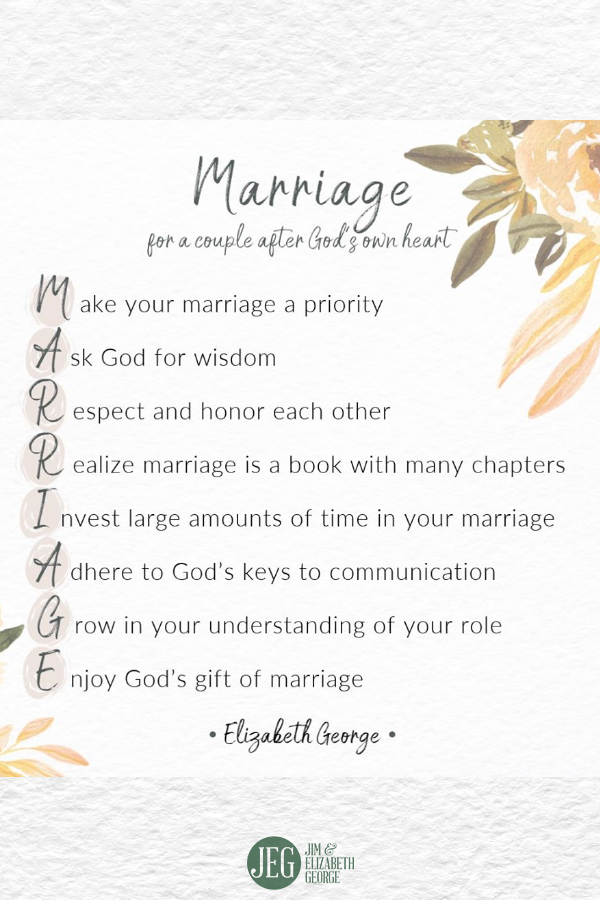 Marriage
for a couple after God's own heart
Make your marriage a priority
Ask God for wisdom
Respect and honor each other
Realize marriage is a book with many chapters
Invest large amounts of time in your marriage
Adhere to God's keys to communication
Grow in your understanding of your role
Enjoy God's gift of marriage
• Elizabeth George •
JEG
JIM &
ELIZABETH
GEORGE